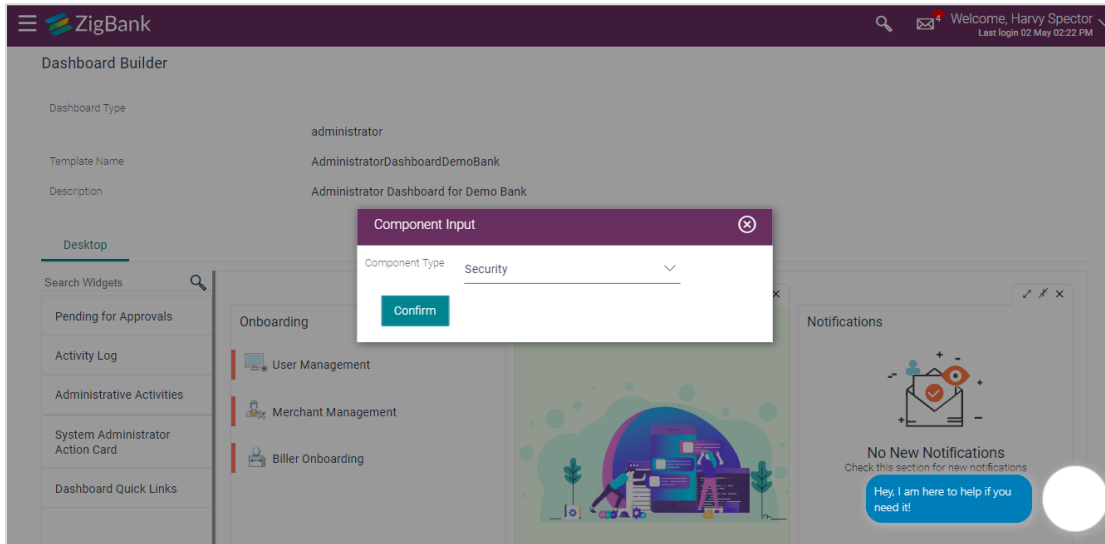 ZigBank
4
Welcome, Harvy Spector
Last login 02 May 02:22 PM
Dashboard Builder
Dashboard Type
administrator
Template Name
AdministratorDashboardDemoBank
Description
Administrator Dashboard for Demo Bank
Component Input
Desktop
Component Type
Security
Search Widgets
Confirm
Pending for Approvals
Onboarding
Notifications
Activity Log
User Management
Administrative Activities
Merchant Management
System Administrator
Action Card
Biller Onboarding
No New Notifications
Check this section for new notifications
Dashboard Quick Links
Hey, I am here to help if you
need it!